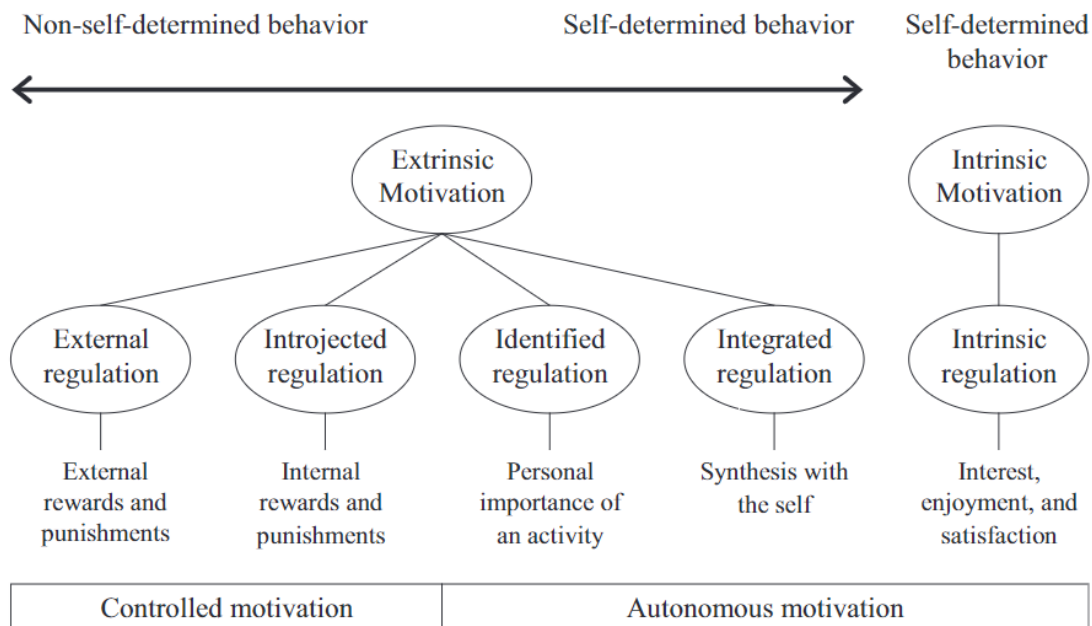 Non-self-determined behavior
Self-determined behavior
Self-determined
behavior
Extrinsic
Motivation
Intrinsic
Motivation
External
regulation
Introjected
regulation
Identified
regulation
Integrated
regulation
Intrinsic
regulation
External
rewards and
punishments
Internal
rewards and
punishments
Personal
importance of
an activity
Synthesis with
the self
Interest,
enjoyment, and
satisfaction
Controlled motivation
Autonomous motivation